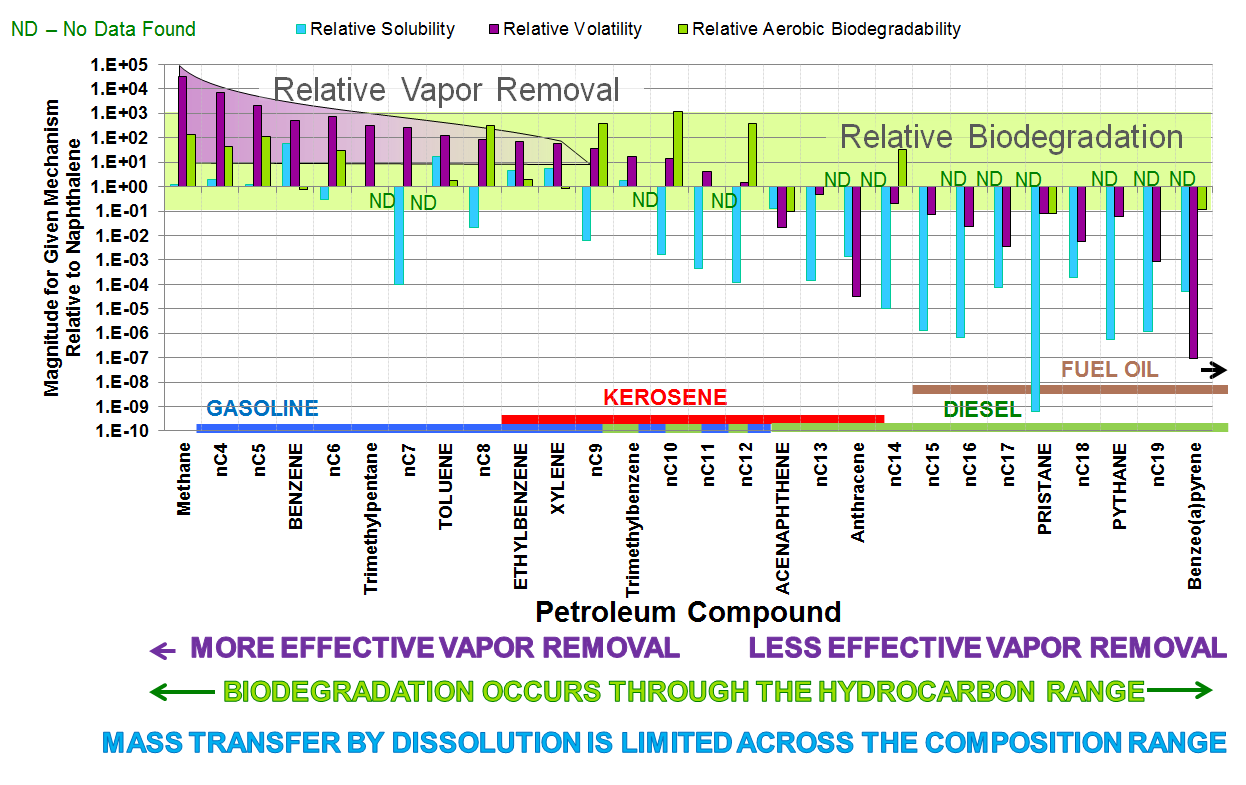 ND – No Data Found
Relative Solubility
Relative Volatility
Relative Aerobic Biodegradability
Magnitude for Given Mechanism
Relative to Naphthalene
1.E+05
1.E+04
1.E+03
1.E+02
1.E+01
1.E+00
1.E-01
1.E-02
1.E-03
1.E-04
1.E-05
1.E-06
1.E-07
1.E-08
1.E-09
1.E-10
Relative Vapor Removal
Relative Biodegradation
ND
ND
ND
ND
ND
ND
ND
ND
ND
ND
ND
ND
FUEL OIL
KEROSENE
GASOLINE
DIESEL
Methane
nC4
nC5
BENZENE
nC6
Trimethylpentane
nC7
TOLUENE
nC8
ETHYLBENZENE
XYLENE
nC9
Trimethylbenzene
nC10
nC11
nC12
ACENAPHTHENE
nC13
Anthracene
nC14
nC15
nC16
nC17
PRISTANE
nC18
PYTHANE
nC19
Benzeo(a)pyrene
Petroleum Compound
MORE EFFECTIVE VAPOR REMOVAL
LESS EFFECTIVE VAPOR REMOVAL
BIODEGRADATION OCCURS THROUGH THE HYDROCARBON RANGE
MASS TRANSFER BY DISSOLUTION IS LIMITED ACROSS THE COMPOSITION RANGE